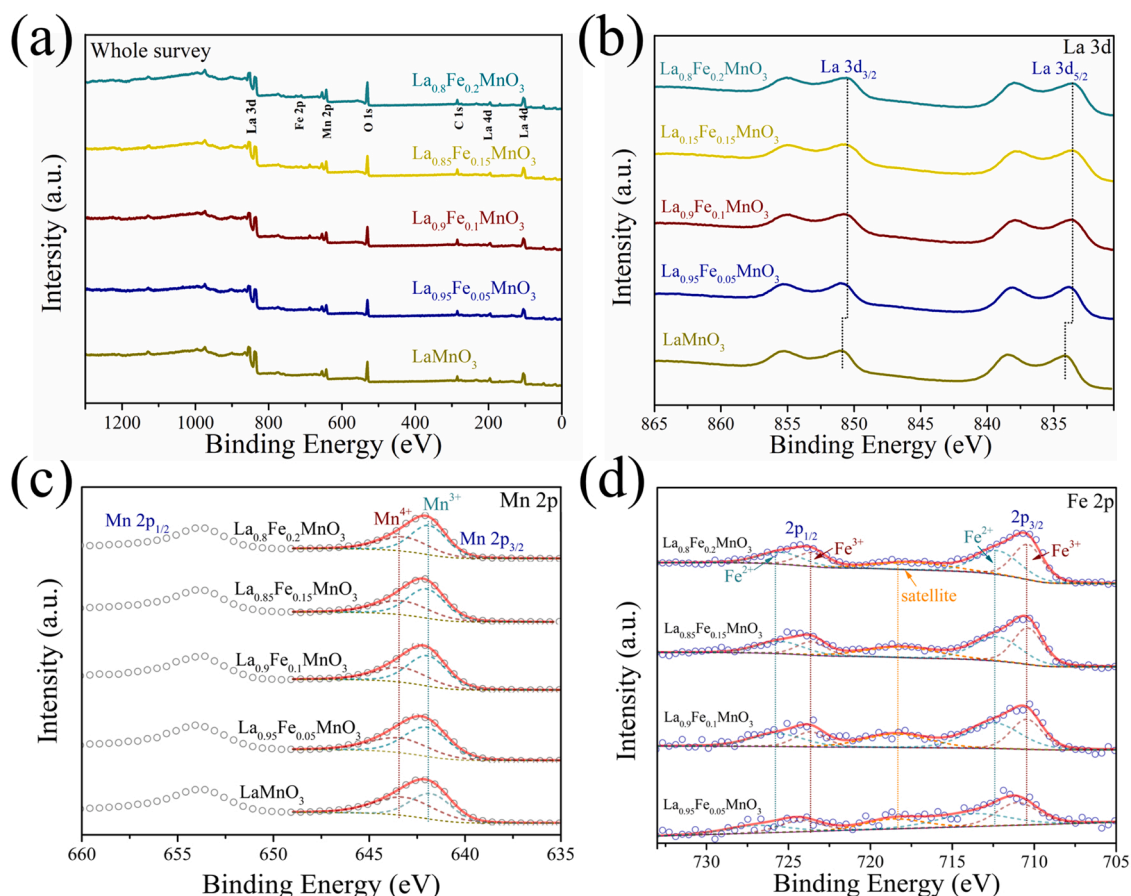 (a)
Whole survey
La0.8Fe0.2MnO3
La 3d
Fe 2p
Mn 2p
O 1s
C 1s
La 4d
La 4d
La0.85Fe0.15MnO3
La0.9Fe0.1MnO3
La0.95Fe0.05MnO3
LaMnO3
Intensity (a.u.)
1200 1000 800 600 400 200 0
Binding Energy (eV)
(b)
La 3d
La0.8Fe0.2MnO3
La 3d3/2
La 3d5/2
La0.15Fe0.15MnO3
La0.9Fe0.1MnO3
La0.95Fe0.05MnO3
LaMnO3
Intensity (a.u.)
865 860 855 850 845 840 835
Binding Energy (eV)
(c)
Mn 2p
Mn 2p1/2
La0.8Fe0.2MnO3
Mn4+
Mn3+
Mn 2p3/2
La0.85Fe0.15MnO3
La0.9Fe0.1MnO3
La0.95Fe0.05MnO3
LaMnO3
Intensity (a.u.)
660 655 650 645 640 635
Binding Energy (eV)
(d)
Fe 2p
La0.8Fe0.2MnO3
2p1/2
2p3/2
Fe2+
Fe3+
Fe2+
Fe3+
satellite
La0.85Fe0.15MnO3
La0.9Fe0.1MnO3
La0.95Fe0.05MnO3
Intensity (a.u.)
730 725 720 715 710 705
Binding Energy (eV)